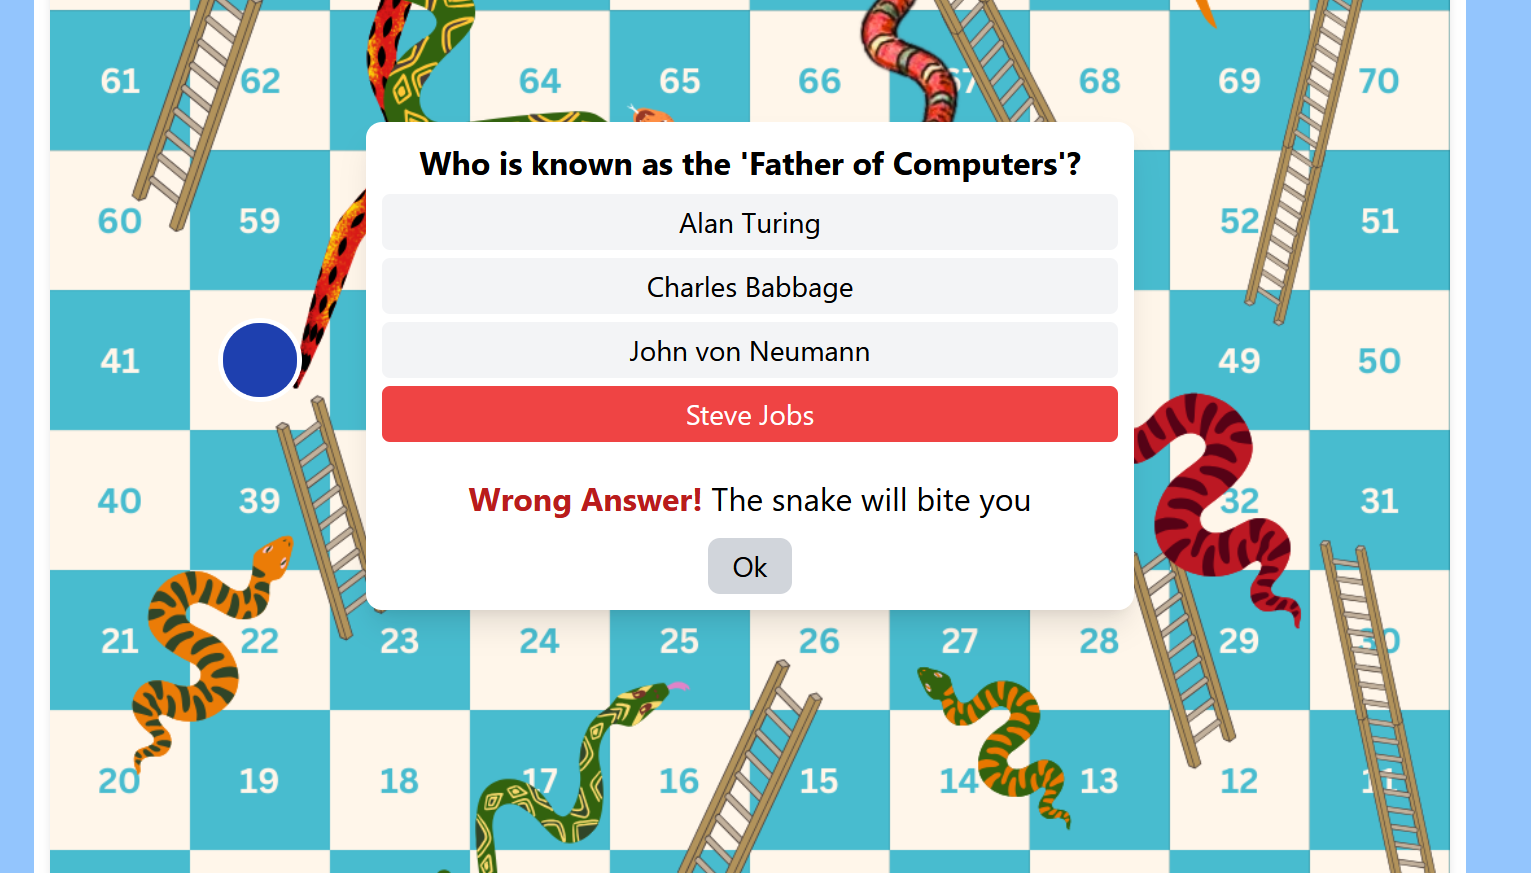 61 62 64 65 66 67 68 69 70
Who is known as the 'Father of Computers'?
Alan Turing
60 59 52 51
Charles Babbage
John von Neumann
41 49 50
Steve Jobs
Wrong Answer! The snake will bite you
40 39 32 31
Ok
21 22 23 24 25 26 27 28 29 30
20 19 18 17 16 15 14 13 12 11